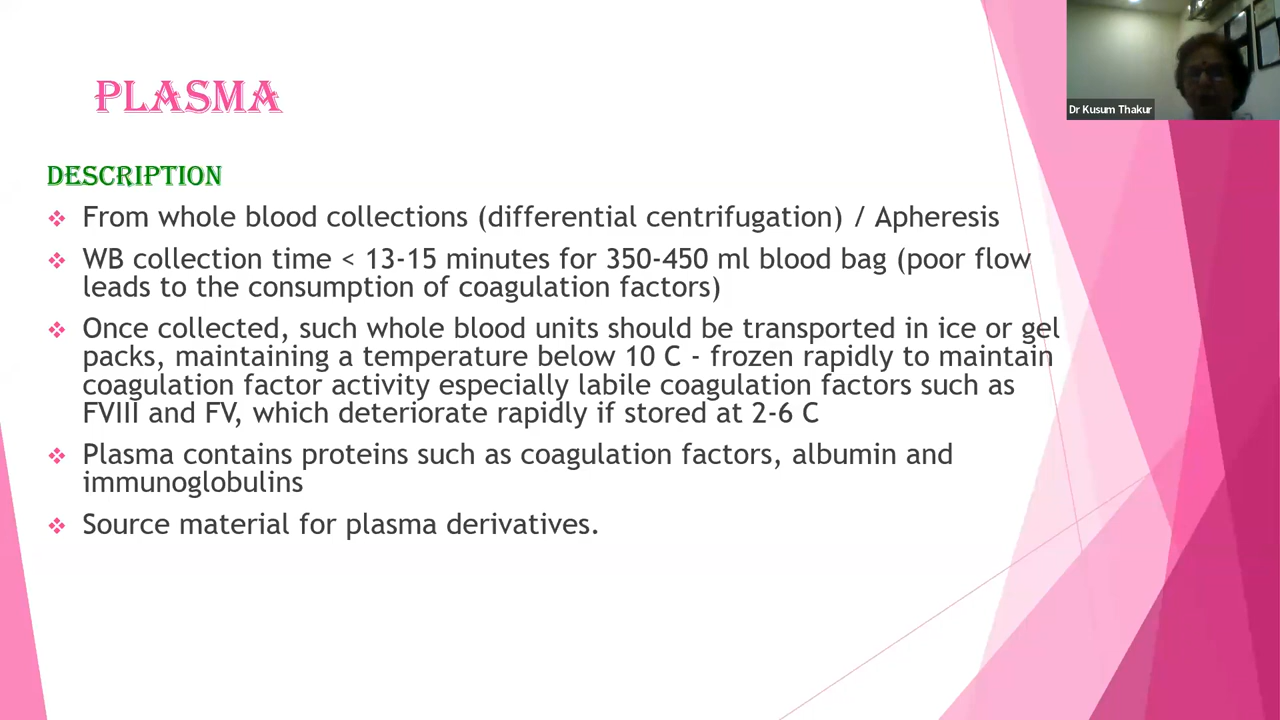 PLASMA
Dr Kusum Thakur
DESCRIPTION
❖ From whole blood collections (differential centrifugation) / Apheresis
❖ WB collection time < 13-15 minutes for 350-450 ml blood bag (poor flow
leads to the consumption of coagulation factors)
❖ Once collected, such whole blood units should be transported in ice or gel
packs, maintaining a temperature below 10 C - frozen rapidly to maintain
coagulation factor activity especially labile coagulation factors such as
FVIII and FV, which deteriorate rapidly if stored at 2-6 C
❖ Plasma contains proteins such as coagulation factors, albumin and
immunoglobulins
❖ Source material for plasma derivatives.